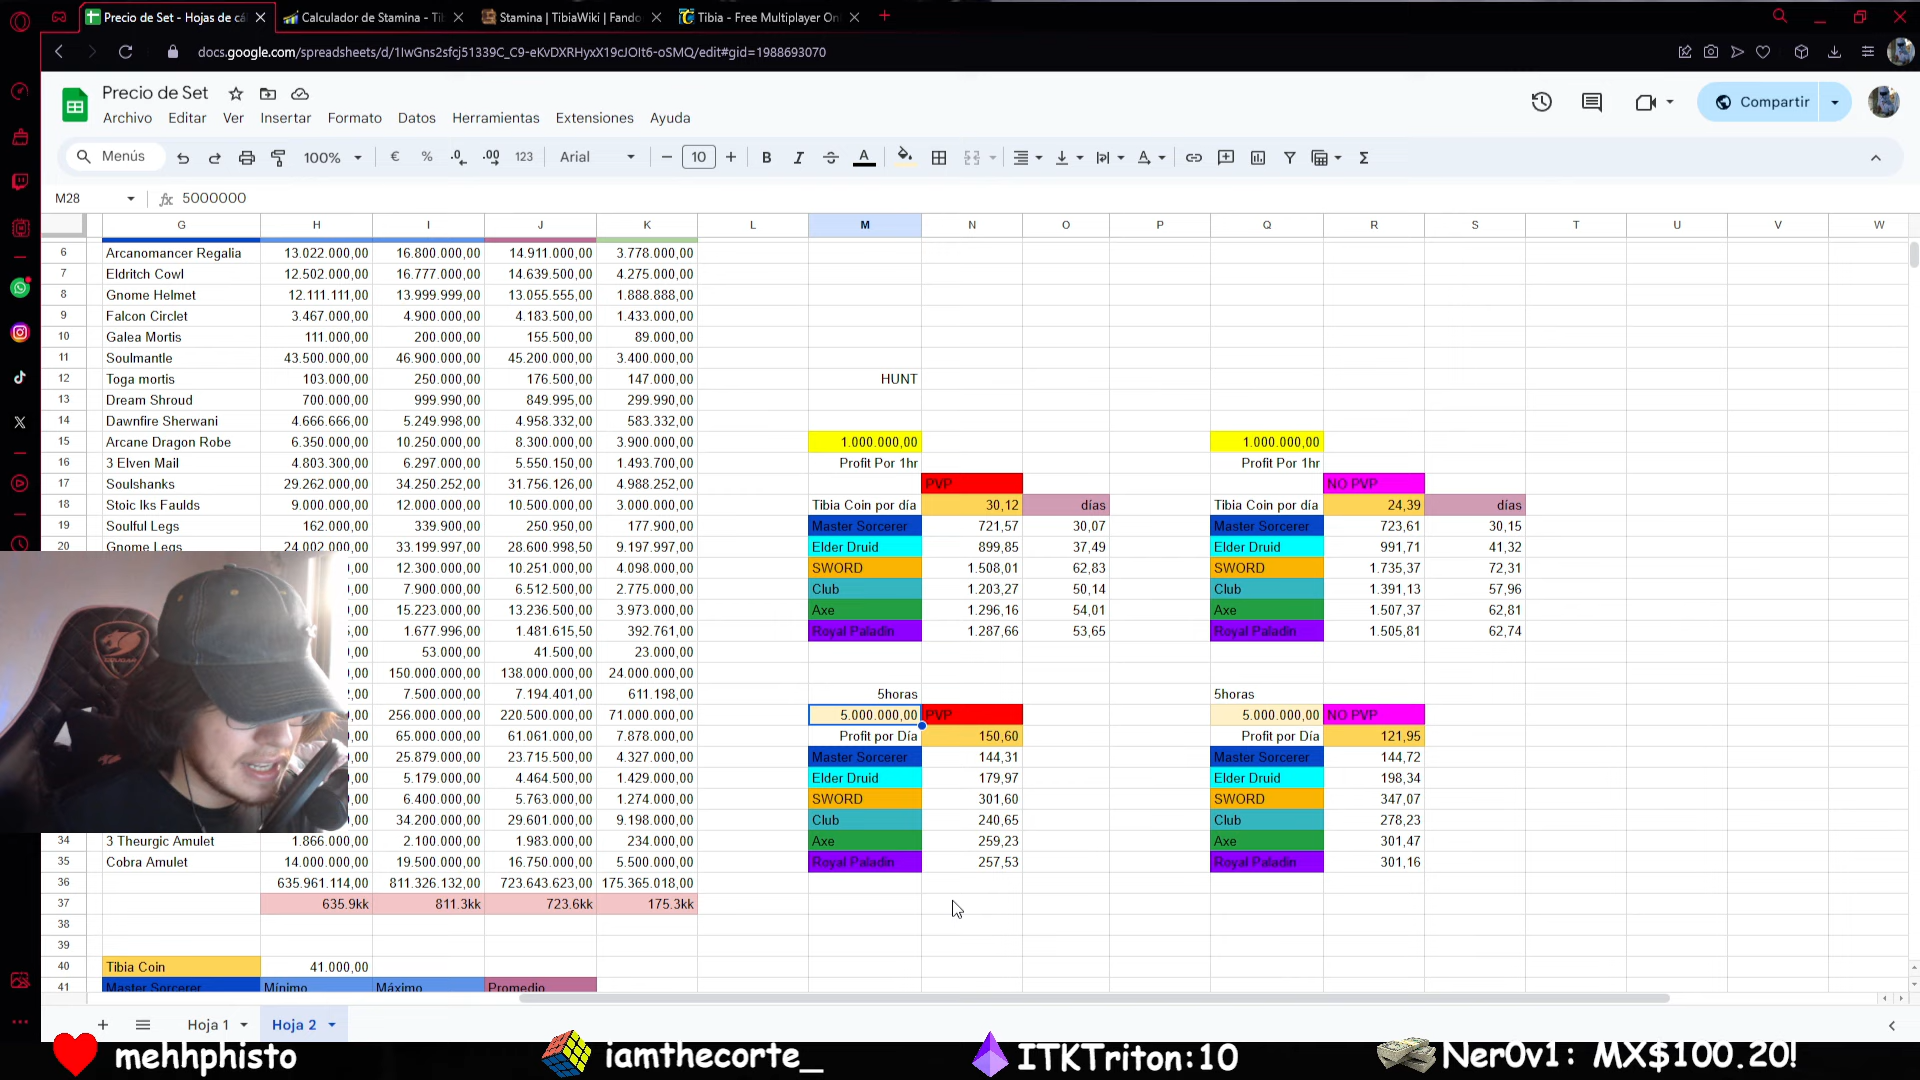 Precio de Set - Hojas de cá
Calculador de Stamina - Ti
Stamina | TibiaWiki | Fando
Tibia - Free Multiplayer On
docs.google.com/spreadsheets/d/1IwGns2sfcj51339C_C9-eKvDXRHyxX19cJOIt6-oSMQ/edit#gid=1988693070
Precio de Set
Archivo Editar Ver Insertar Formato Datos Herramientas Extensiones Ayuda
Compartir
Menús 100% € % .0 .00 123 Arial 10 B I A
M28 fx 5000000
G H I J K L M N O P Q R S T U V W
6 Arcanomancer Regalia 13.022.000,00 16.800.000,00 14.911.000,00 3.778.000,00
7 Eldritch Cowl 12.502.000,00 16.777.000,00 14.639.500,00 4.275.000,00
8 Gnome Helmet 12.111.111,00 13.999.999,00 13.055.555,00 1.888.888,00
9 Falcon Circlet 3.467.000,00 4.900.000,00 4.183.500,00 1.433.000,00
10 Galea Mortis 111.000,00 200.000,00 155.500,00 89.000,00
11 Soulmantle 43.500.000,00 46.900.000,00 45.200.000,00 3.400.000,00
12 Toga mortis 103.000,00 250.000,00 176.500,00 147.000,00 HUNT
13 Dream Shroud 700.000,00 999.990,00 849.995,00 299.990,00
14 Dawnfire Sherwani 4.666.666,00 5.249.998,00 4.958.332,00 583.332,00
15 Arcane Dragon Robe 6.350.000,00 10.250.000,00 8.300.000,00 3.900.000,00 1.000.000,00 1.000.000,00
16 3 Elven Mail 4.803.300,00 6.297.000,00 5.550.150,00 1.493.700,00 Profit Por 1hr Profit Por 1hr
17 Soulshanks 29.262.000,00 34.250.252,00 31.756.126,00 4.988.252,00 PVP NO PVP
18 Stoic Iks Faulds 9.000.000,00 12.000.000,00 10.500.000,00 3.000.000,00 Tibia Coin por día 30,12 días Tibia Coin por día 24,39 días
19 Soulful Legs 162.000,00 339.900,00 250.950,00 177.900,00 Master Sorcerer 721,57 30,07 Master Sorcerer 723,61 30,15
20 Gnome Legs 24.002.000,00 33.199.997,00 28.600.998,50 9.197.997,00 Elder Druid 899,85 37,49 Elder Druid 991,71 41,32
0,00 12.300.000,00 10.251.000,00 4.098.000,00 SWORD 1.508,01 62,83 SWORD 1.735,37 72,31
0,00 7.900.000,00 6.512.500,00 2.775.000,00 Club 1.203,27 50,14 Club 1.391,13 57,96
0,00 15.223.000,00 13.236.500,00 3.973.000,00 Axe 1.296,16 54,01 Axe 1.507,37 62,81
5,00 1.677.996,00 1.481.615,50 392.761,00 Royal Paladin 1.287,66 53,65 Royal Paladin 1.505,81 62,74
0,00 53.000,00 41.500,00 23.000,00
0,00 150.000.000,00 138.000.000,00 24.000.000,00
2,00 7.500.000,00 7.194.401,00 611.198,00 5horas 5horas
0,00 256.000.000,00 220.500.000,00 71.000.000,00 5.000.000,00 PVP 5.000.000,00 NO PVP
0,00 65.000.000,00 61.061.000,00 7.878.000,00 Profit por Día 150,60 Profit por Día 121,95
0,00 25.879.000,00 23.715.500,00 4.327.000,00 Master Sorcerer 144,31 Master Sorcerer 144,72
0,00 5.179.000,00 4.464.500,00 1.429.000,00 Elder Druid 179,97 Elder Druid 198,34
0,00 6.400.000,00 5.763.000,00 1.274.000,00 SWORD 301,60 SWORD 347,07
0,00 34.200.000,00 29.601.000,00 9.198.000,00 Club 240,65 Club 278,23
34 3 Theurgic Amulet 1.866.000,00 2.100.000,00 1.983.000,00 234.000,00 Axe 259,23 Axe 301,47
35 Cobra Amulet 14.000.000,00 19.500.000,00 16.750.000,00 5.500.000,00 Royal Paladin 257,53 Royal Paladin 301,16
36 635.961.114,00 811.326.132,00 723.643.623,00 175.365.018,00
37 635.9kk 811.3kk 723.6kk 175.3kk
38
39
40 Tibia Coin 41.000,00
41 Master Sorcerer Mínimo Máximo Promedio
Hoja 1 Hoja 2
mehhphisto iamthecorte_ ITKTriton:10 Ner0v1: MX$100.20!